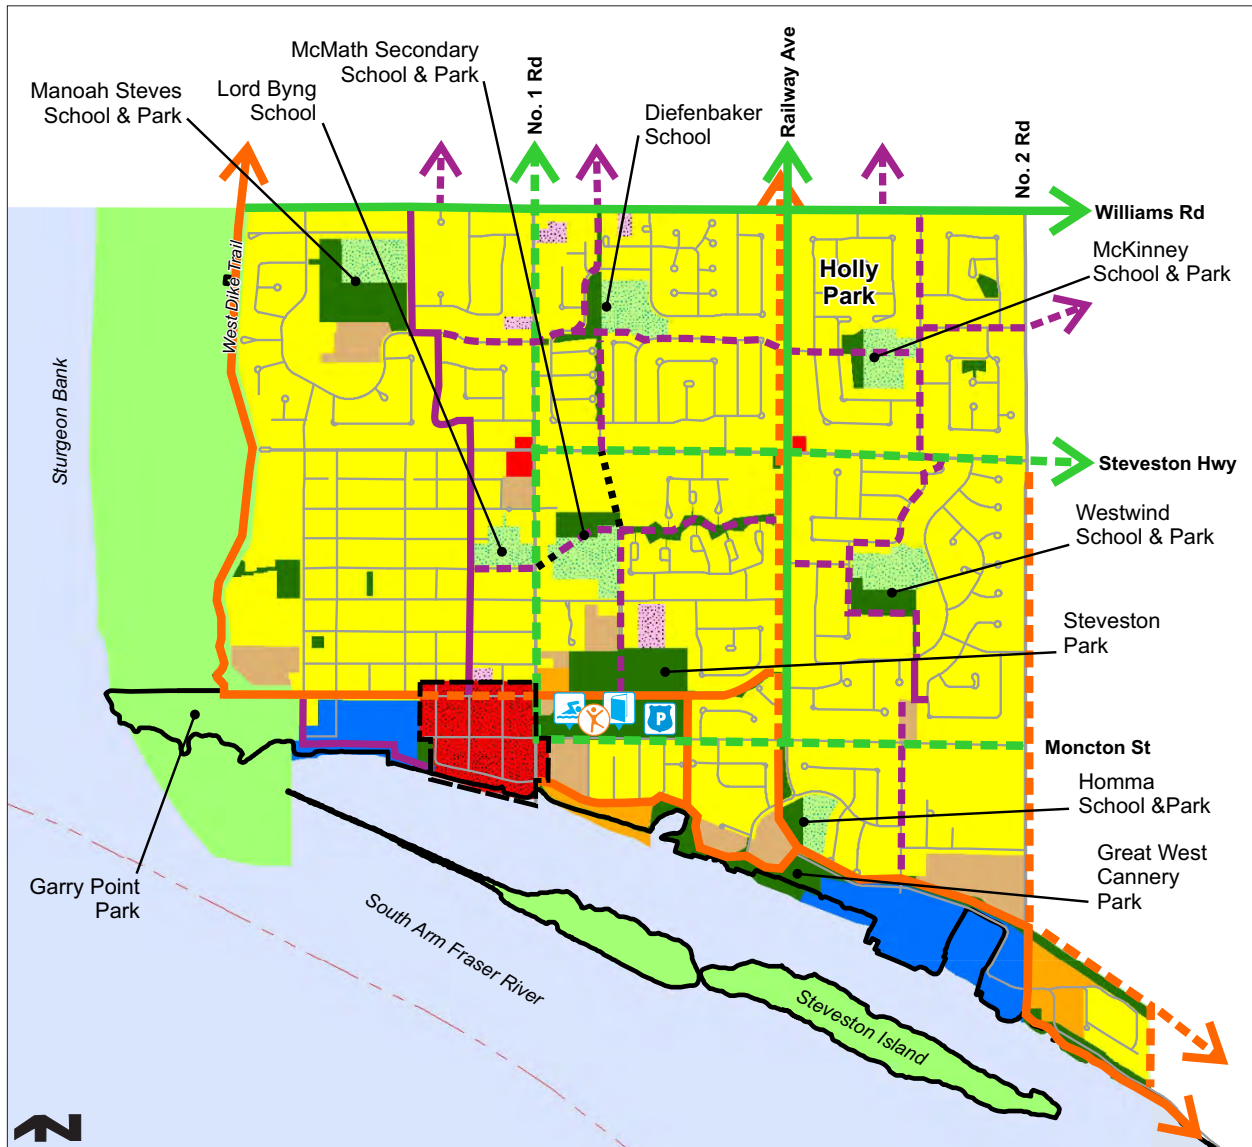 McMath Secondary
School & Park
No. 1 Rd
Railway Ave
Manoah Steves
School & Park
Lord Byng
School
Diefenbaker
School
No. 2 Rd
Williams Rd
McKinney
School & Park
Holly
Park
West Dike Trail
Sturgeon Bank
Steveston Hwy
Westwind
School & Park
Steveston
Park
P
Moncton St
Homma
School &Park
Great West
Cannery
Park
Garry Point
Park
South Arm Fraser River
Steveston Island
N